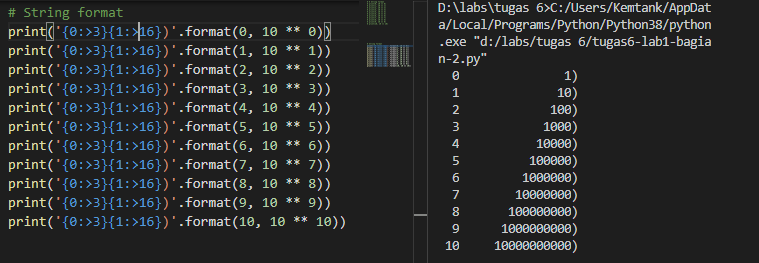 # String format
print('{0:>3}{1:>16})'.format(0, 10 ** 0))
print('{0:>3}{1:>16})'.format(1, 10 ** 1))
print('{0:>3}{1:>16})'.format(2, 10 ** 2))
print('{0:>3}{1:>16})'.format(3, 10 ** 3))
print('{0:>3}{1:>16})'.format(4, 10 ** 4))
print('{0:>3}{1:>16})'.format(5, 10 ** 5))
print('{0:>3}{1:>16})'.format(6, 10 ** 6))
print('{0:>3}{1:>16})'.format(7, 10 ** 7))
print('{0:>3}{1:>16})'.format(8, 10 ** 8))
print('{0:>3}{1:>16})'.format(9, 10 ** 9))
print('{0:>3}{1:>16})'.format(10, 10 ** 10))
D:\labs\tugas 6>C:/Users/Kemtank/AppDat
a/Local/Programs/Python/Python38/python
.exe "d:/labs/tugas 6/tugas6-lab1-bagia
n-2.py"
  0               1)
  1              10)
  2             100)
  3            1000)
  4           10000)
  5          100000)
  6         1000000)
  7        10000000)
  8       100000000)
  9      1000000000)
 10     10000000000)